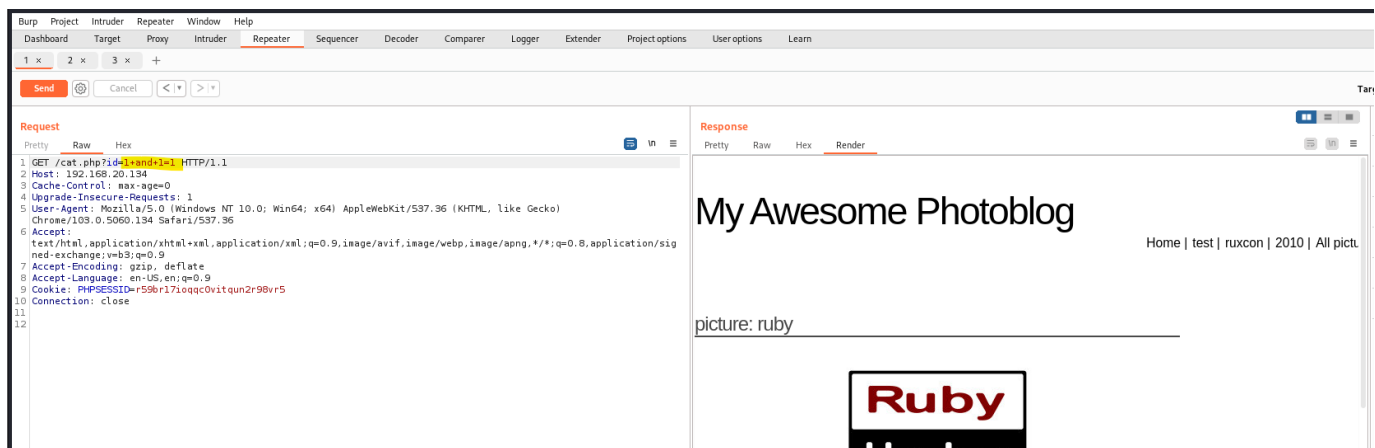 Burp Project Intruder Repeater Window Help
Dashboard Target Proxy Intruder Repeater Sequencer Decoder Comparer Logger Extender Project options User options Learn
1 × 2 × 3 × +
Send Cancel < >
Request
Pretty Raw Hex \n
1 GET /cat.php?id=1+and+1=1 HTTP/1.1
2 Host: 192.168.20.134
3 Cache-Control: max-age=0
4 Upgrade-Insecure-Requests: 1
5 User-Agent: Mozilla/5.0 (Windows NT 10.0; Win64; x64) AppleWebKit/537.36 (KHTML, like Gecko)
Chrome/103.0.5060.134 Safari/537.36
6 Accept:
text/html,application/xhtml+xml,application/xml;q=0.9,image/avif,image/webp,image/apng,*/*;q=0.8,application/sig
ned-exchange;v=b3;q=0.9
7 Accept-Encoding: gzip, deflate
8 Accept-Language: en-US,en;q=0.9
9 Cookie: PHPSESSID=r59br17ioqqc0vitqun2r98vr5
10 Connection: close
11
12
Response
Pretty Raw Hex Render \n
My Awesome Photoblog
Home | test | ruxcon | 2010 | All pictu
picture: ruby
Ruby